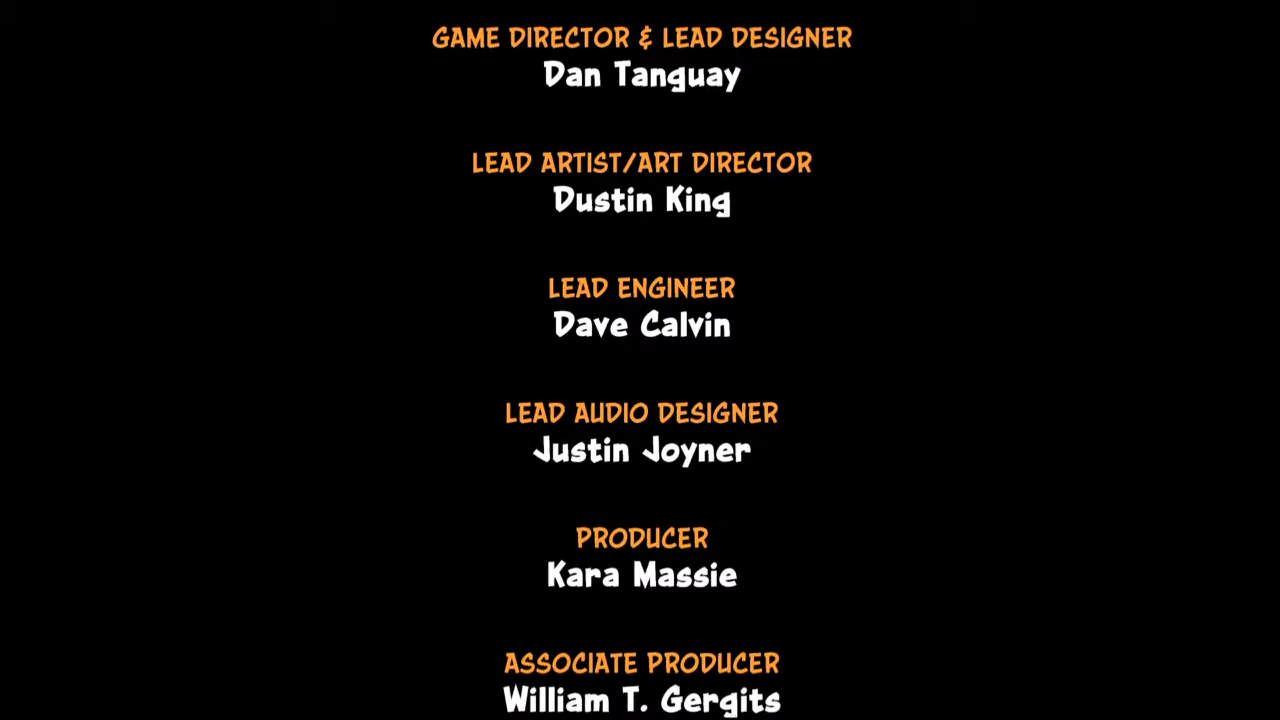 GAME DIRECTOR & LEAD DESIGNER
Dan Tanguay
LEAD ARTIST/ART DIRECTOR
Dustin King
LEAD ENGINEER
Dave Calvin
LEAD AUDIO DESIGNER
Justin Joyner
PRODUCER
Kara Massie
ASSOCIATE PRODUCER
William T. Gergits